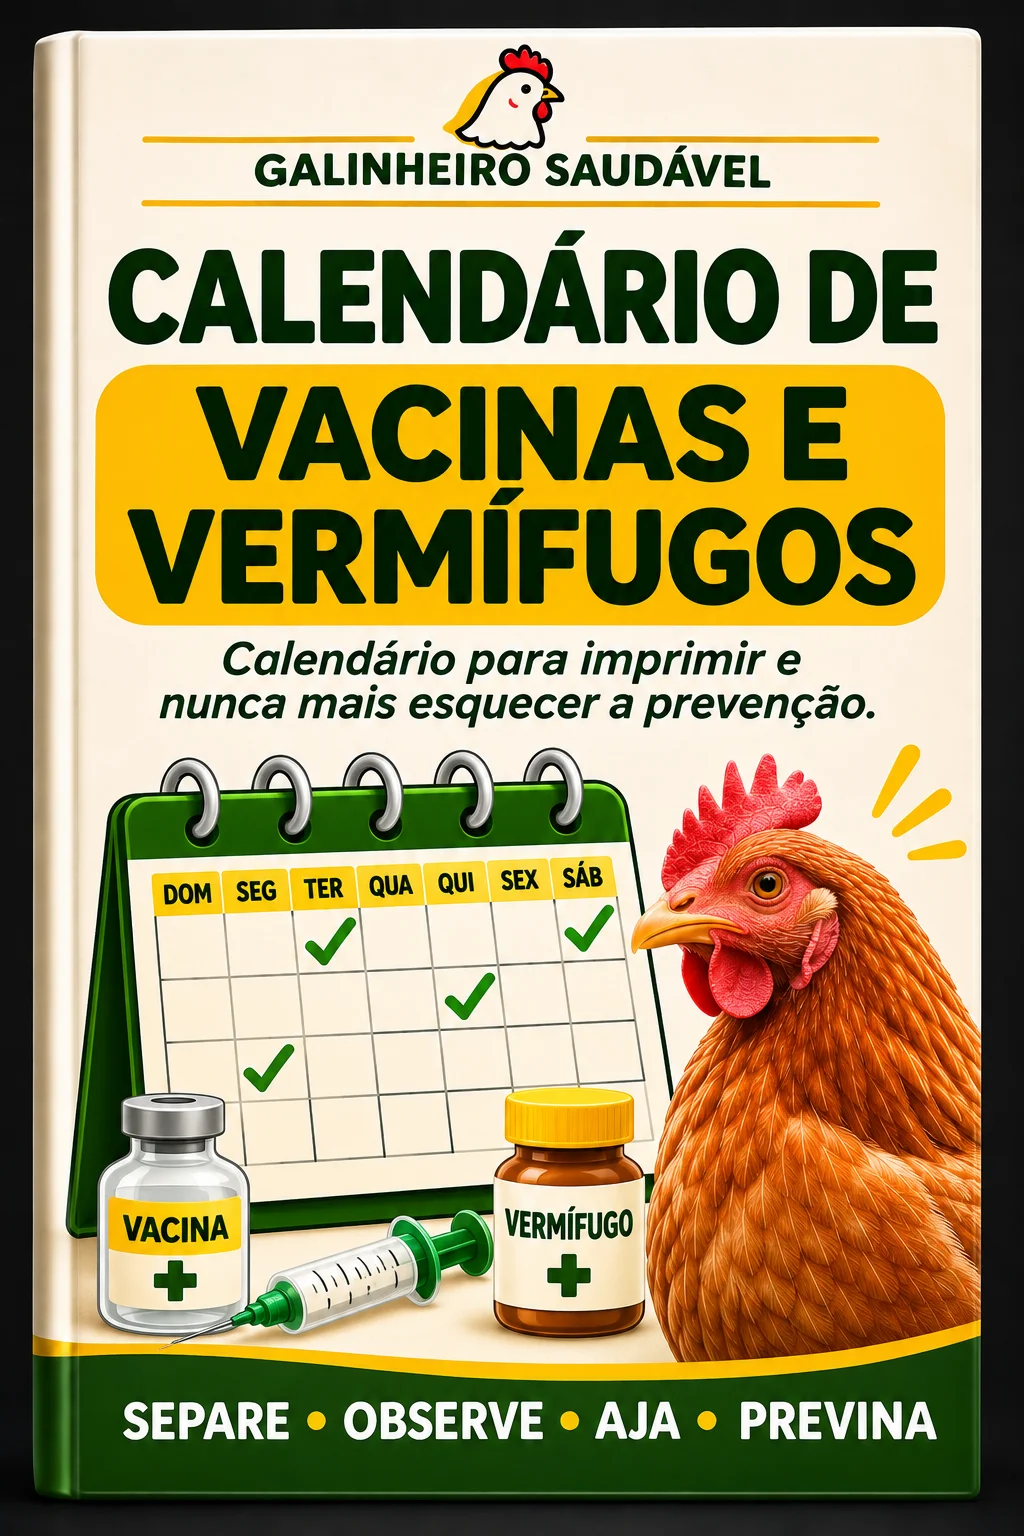 GALINHEIRO SAUDÁVEL
CALENDÁRIO DE
VACINAS E
VERMÍFUGOS
Calendário para imprimir e
nunca mais esquecer a prevenção.
DOM SEG TER QUA QUI SEX SÁB
VACINA
VERMÍFUGO
SEPARE • OBSERVE • AJA • PREVINA